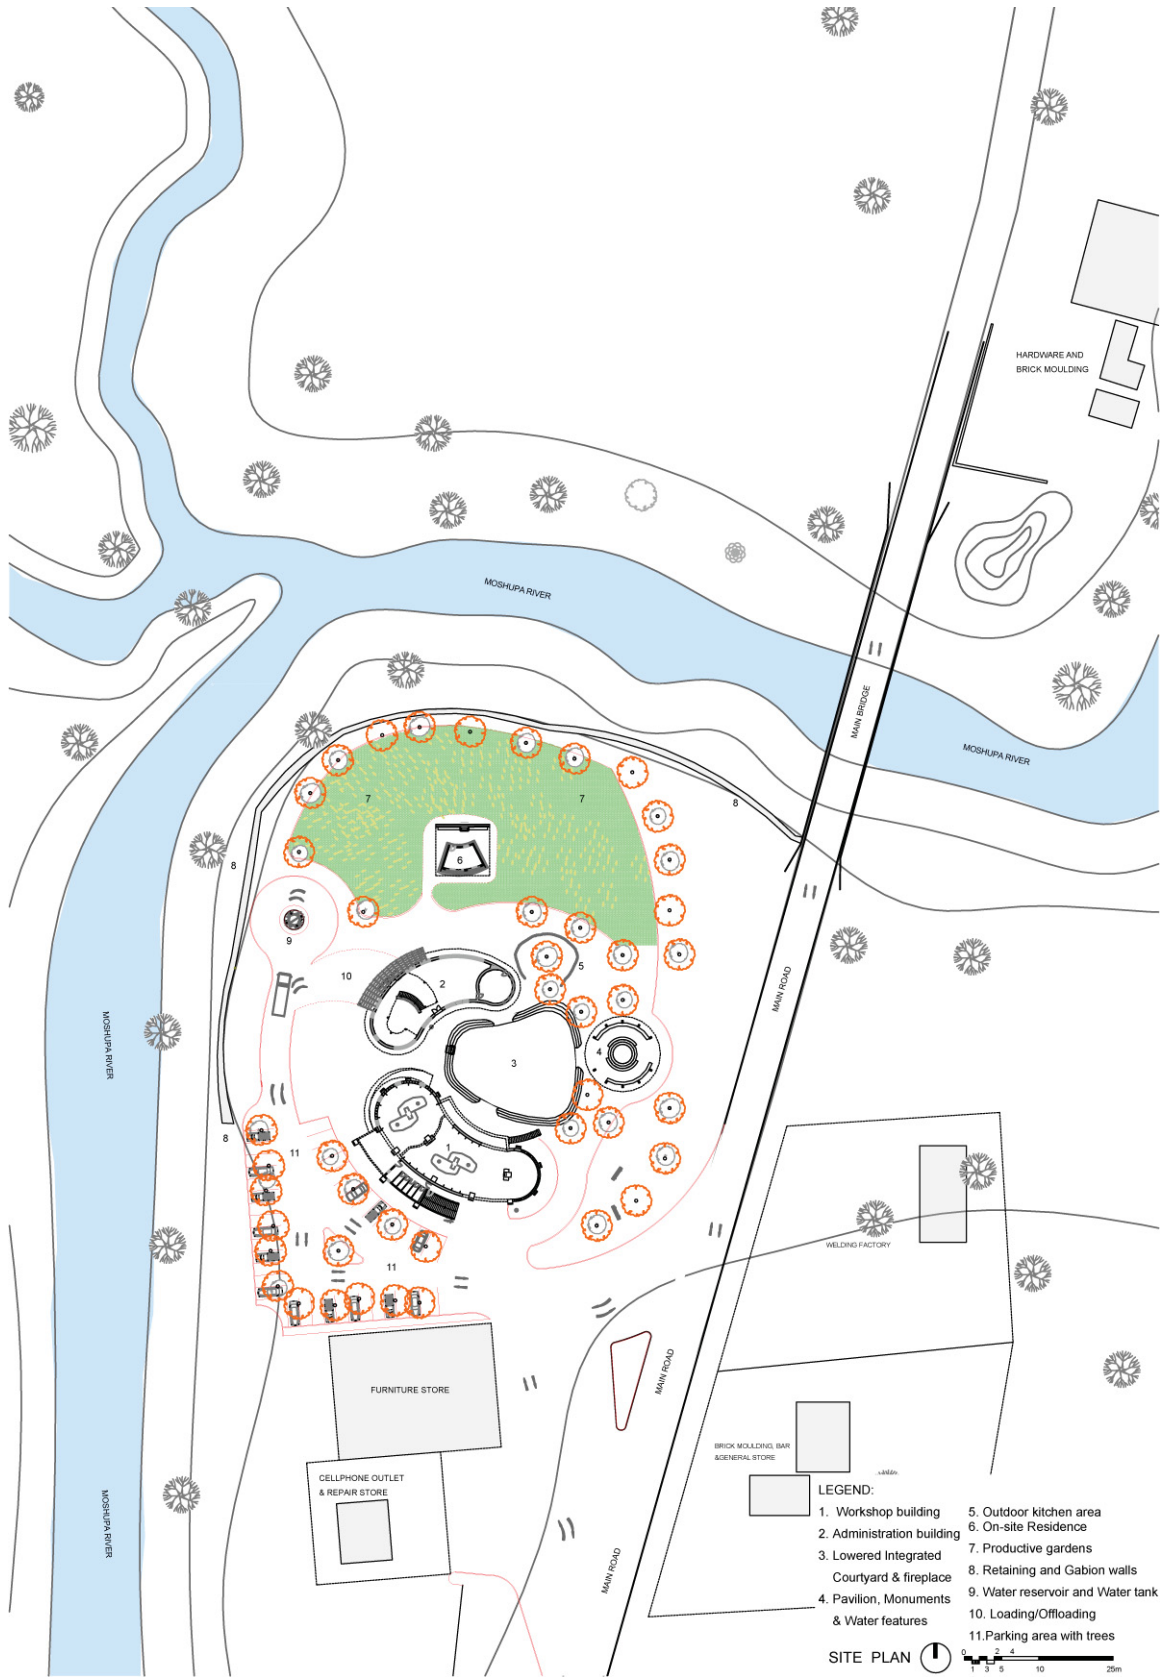 HARDWARE AND
BRICK MOULDING
MOSHUPA RIVER
MAIN BRIDGE
MOSHUPA RIVER
7
7
8
6
8
9
5
10
2
MAIN ROAD
MOSHUPA RIVER
4
3
8
1
11
6
WELDING FACTORY
11
FURNITURE STORE
MAIN ROAD
BRICK MOULDING, BAR
&GENERAL STORE
CELLPHONE OUTLET
& REPAIR STORE
MOSHUPA RIVER
MAIN ROAD
LEGEND:
1. Workshop building
2. Administration building
3. Lowered Integrated
Courtyard & fireplace
4. Pavilion, Monuments
& Water features
5. Outdoor kitchen area
6. On-site Residence
7. Productive gardens
8. Retaining and Gabion walls
9. Water reservoir and Water tank
10. Loading/Offloading
11.Parking area with trees
SITE PLAN
0 2 4
1 3 5 10 25m